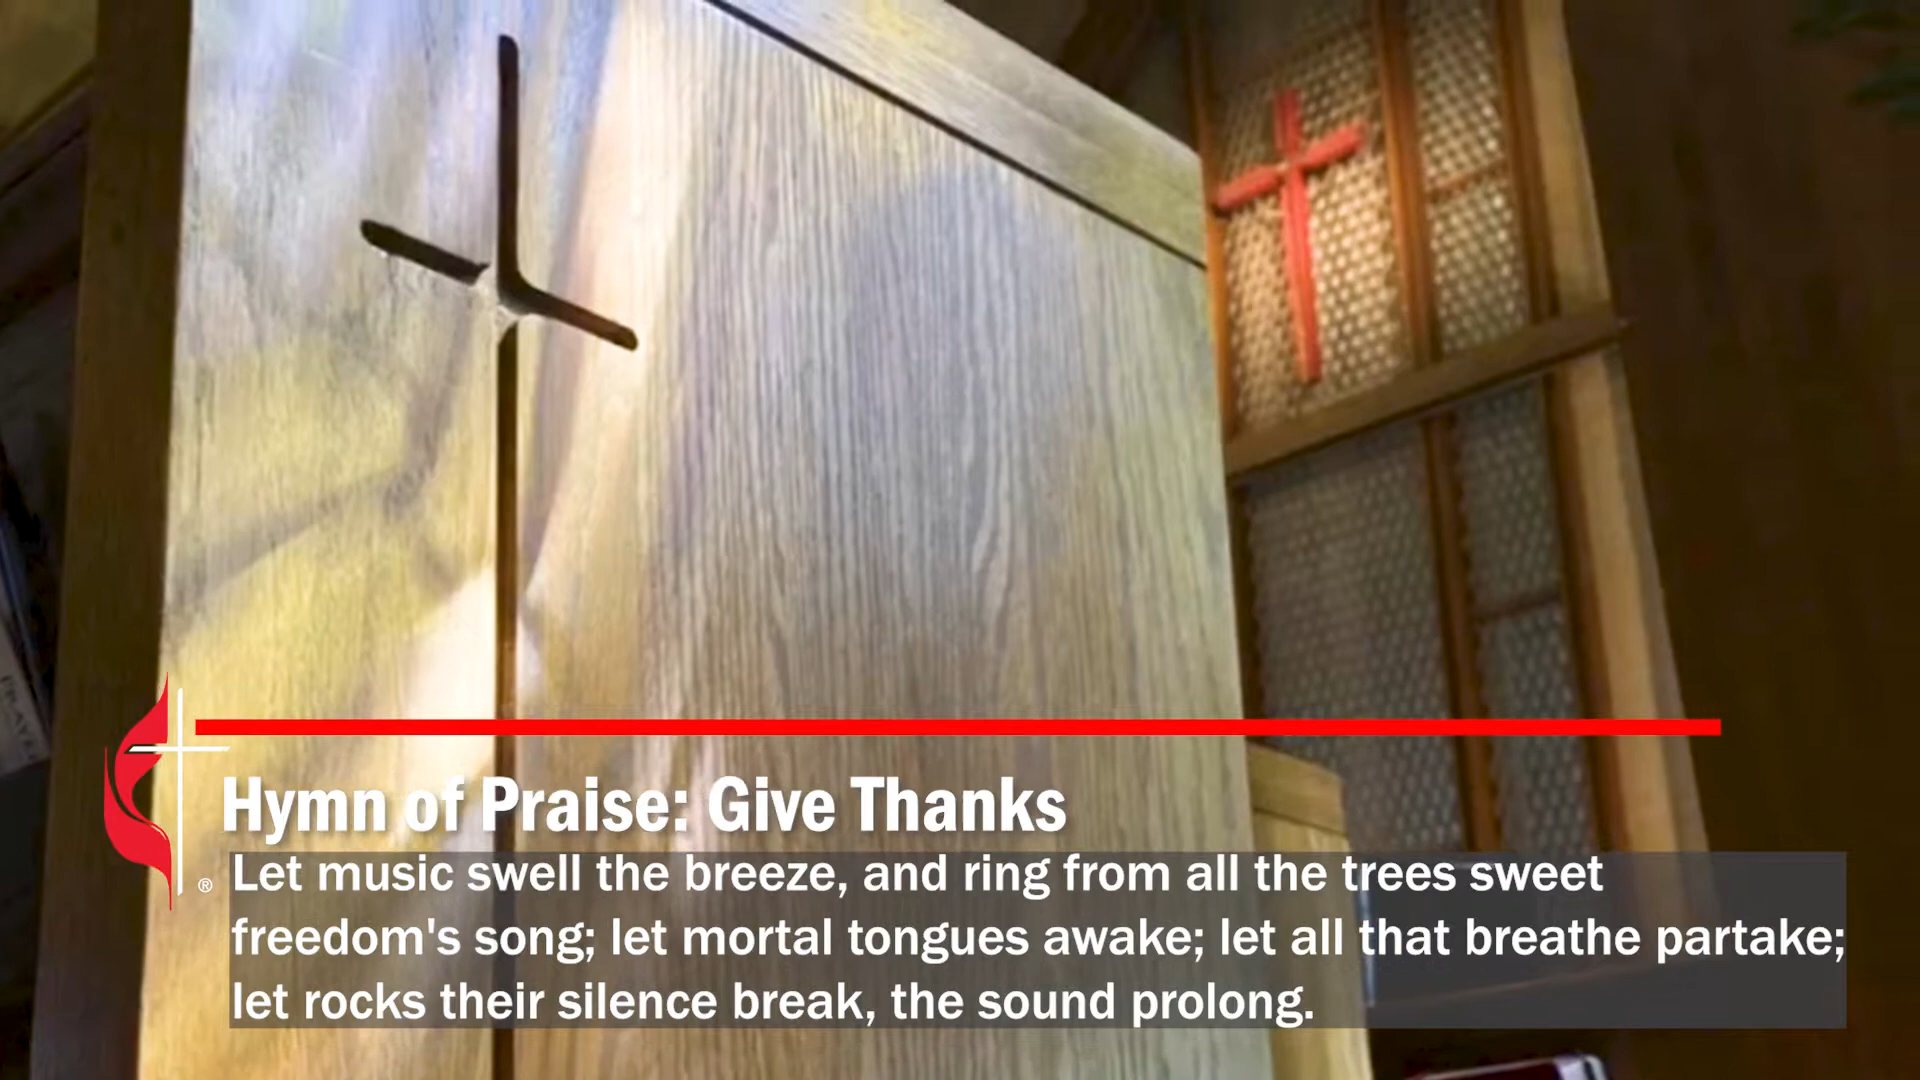 Hymn of Praise: Give Thanks
®
Let music swell the breeze, and ring from all the trees sweet
freedom's song; let mortal tongues awake; let all that breathe partake;
let rocks their silence break, the sound prolong.